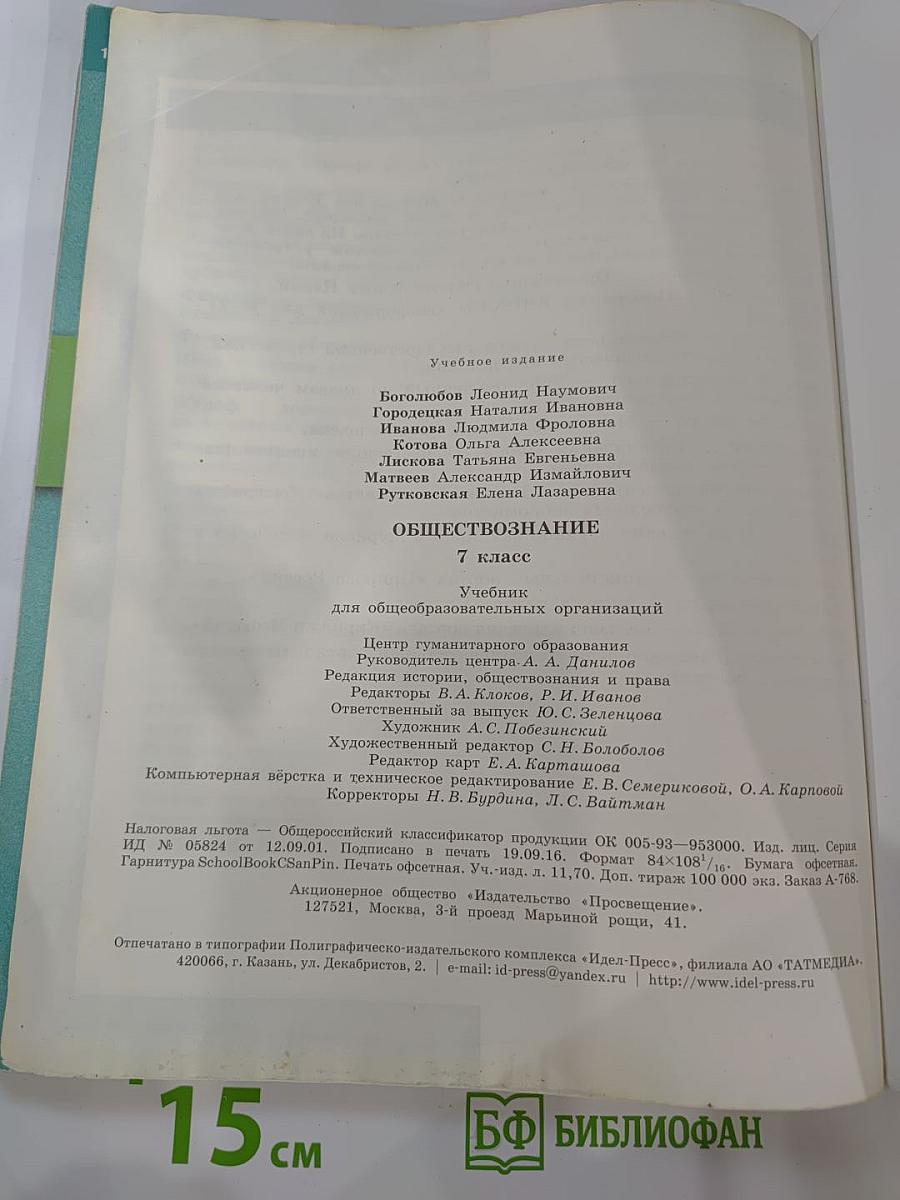 Учебное издание
Боголюбов Леонид Наумович
Городецкая Наталия Ивановна
Иванова Людмила Фроловна
Котова Ольга Алексеевна
Лискова Татьяна Евгеньевна
Матвеев Александр Измайлович
Рутковская Елена Лазаревна
ОБЩЕСТВОЗНАНИЕ
7 класс
Учебник
для общеобразовательных организаций
Центр гуманитарного образования
Руководитель центра А. А. Данилов
Редакция истории, обществознания и права
Редакторы В. А. Клоков, Р. И. Иванов
Ответственный за выпуск Ю. С. Зеленцова
Художник А. С. Побезинский
Художественный редактор С. Н. Болоболов
Редактор карт Е. А. Карташова
Компьютерная вёрстка и техническое редактирование Е. В. Семериковой, О. А. Карповой
Корректоры Н. В. Бурдина, Л. С. Вайтман
Налоговая льгота — Общероссийский классификатор продукции ОК 005-93—953000. Изд. лиц. Серия
ИД № 05824 от 12.09.01. Подписано в печать 19.09.16. Формат 84×108 1/16. Бумага офсетная.
Гарнитура SchoolBookCSanPin. Печать офсетная. Уч.-изд. л. 11,70. Доп. тираж 100 000 экз. Заказ А-768.
Акционерное общество «Издательство «Просвещение».
127521, Москва, 3-й проезд Марьиной рощи, 41.
Отпечатано в типографии Полиграфическо-издательского комплекса «Идел-Пресс», филиала АО «ТАТМЕДИА».
420066, г. Казань, ул. Декабристов, 2. | e-mail: id-press@yandex.ru | http://www.idel-press.ru
15 см
БФ БИБЛИОФАН